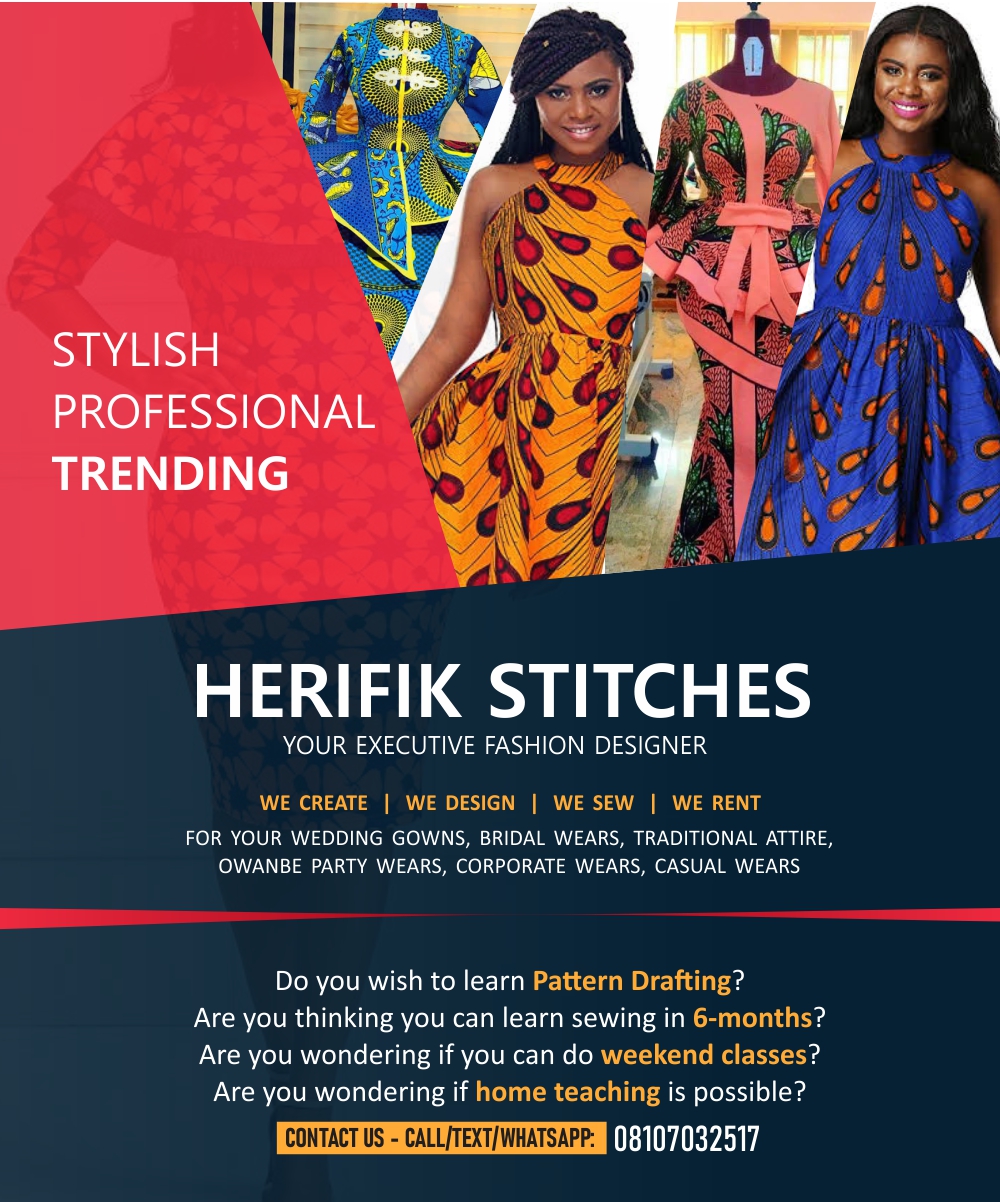 STYLISH
PROFESSIONAL
TRENDING
HERIFIK STITCHES
YOUR EXECUTIVE FASHION DESIGNER
WE CREATE | WE DESIGN | WE SEW | WE RENT
FOR YOUR WEDDING GOWNS, BRIDAL WEARS, TRADITIONAL ATTIRE,
OWANBE PARTY WEARS, CORPORATE WEARS, CASUAL WEARS
Do you wish to learn Pattern Drafting?
Are you thinking you can learn sewing in 6-months?
Are you wondering if you can do weekend classes?
Are you wondering if home teaching is possible?
CONTACT US - CALL/TEXT/WHATSAPP: 08107032517